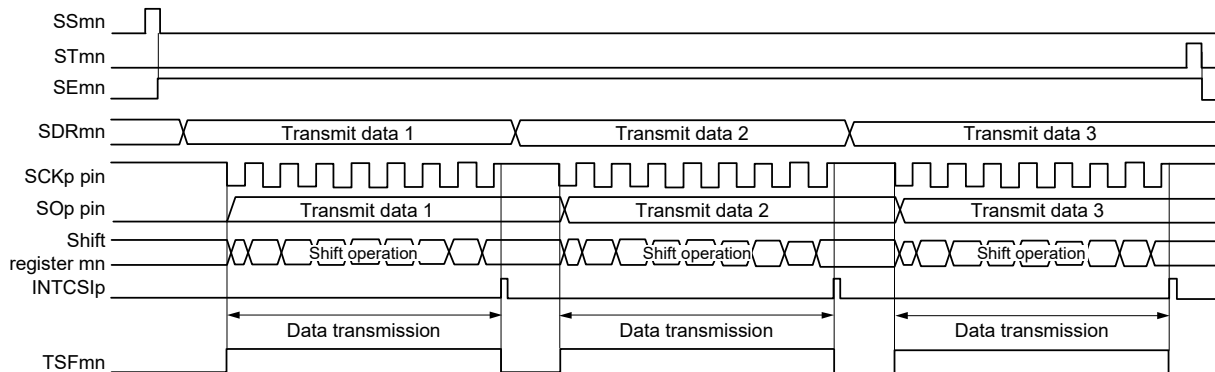 SSmn
STmn
SEmn
SDRmn Transmit data 1 Transmit data 2 Transmit data 3
SCKp pin
SOp pin Transmit data 1 Transmit data 2 Transmit data 3
Shift
register mn Shift operation Shift operation Shift operation
INTCSIp
Data transmission Data transmission Data transmission
TSFmn